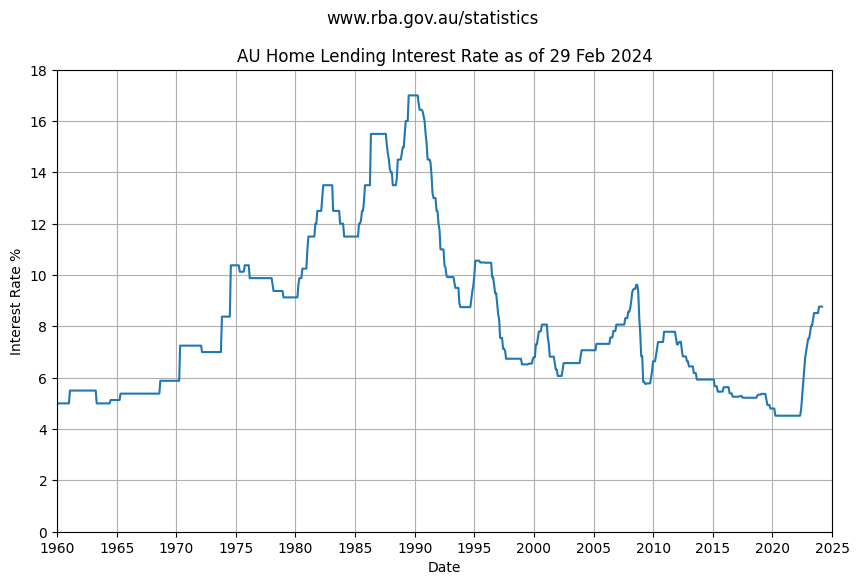 www.rba.gov.au/statistics
AU Home Lending Interest Rate as of 29 Feb 2024
18
16
14
12
10
8
6
4
2
0
Interest Rate %
1960 1965 1970 1975 1980 1985 1990 1995 2000 2005 2010 2015 2020 2025
Date